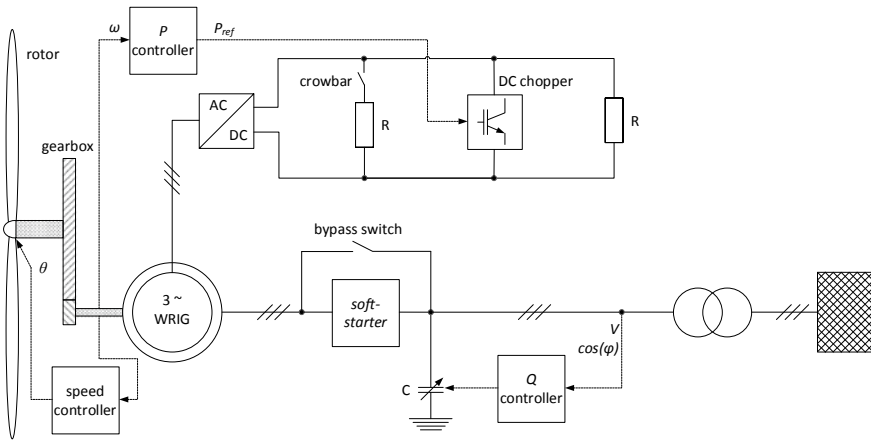 ω
P
controller
P_ref
rotor
crowbar
DC chopper
AC
DC
R
R
gearbox
bypass switch
θ
3 ~
WRIG
soft-
starter
V
cos(φ)
C
Q
controller
speed
controller